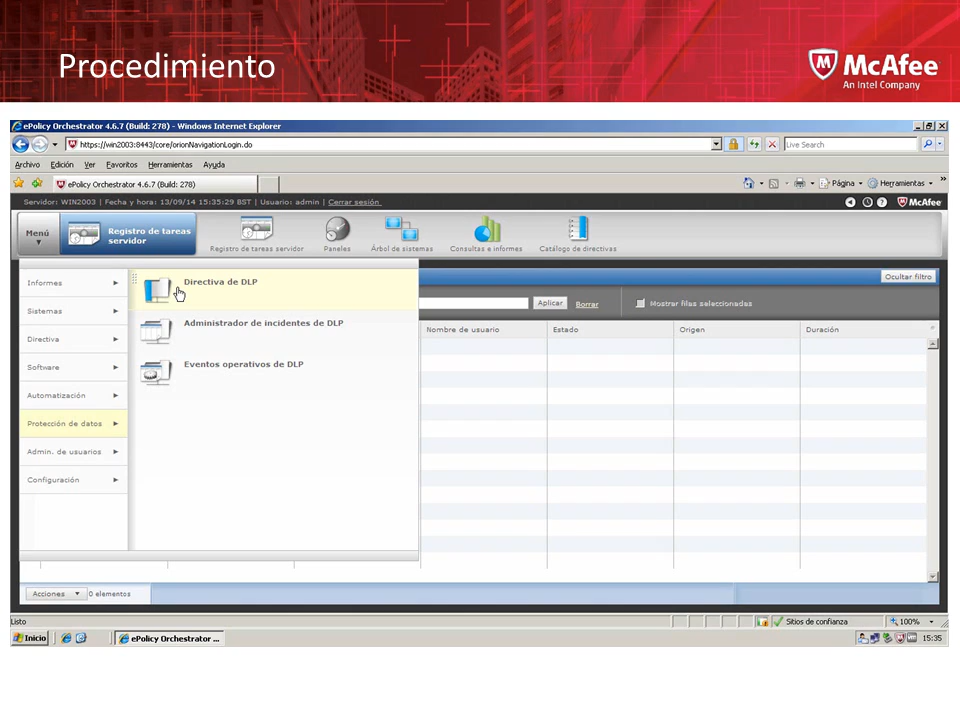 Procedimiento
McAfee
An Intel Company
ePolicy Orchestrator 4.6.7 (Build: 278) - Windows Internet Explorer
https://win2003:8443/core/orionNavigationLogin.do
Live Search
Archivo Edición Ver Favoritos Herramientas Ayuda
ePolicy Orchestrator 4.6.7 (Build: 278)
Página Herramientas »
Servidor: WIN2003 | Fecha y hora: 13/09/14 15:35:29 BST | Usuario: admin | Cerrar sesión
McAfee
Menú
Registro de tareas
servidor
Registro de tareas servidor
Paneles
Árbol de sistemas
Consultas e informes
Catálogo de directivas
Informes
Sistemas
Directiva
Software
Automatización
Protección de datos
Admin. de usuarios
Configuración
Directiva de DLP
Administrador de incidentes de DLP
Eventos operativos de DLP
Ocultar filtro
Aplicar Borrar Mostrar filas seleccionadas
Nombre de usuario Estado Origen Duración
Acciones 0 elementos
Listo
Sitios de confianza
100%
Inicio
ePolicy Orchestrator ...
15:35